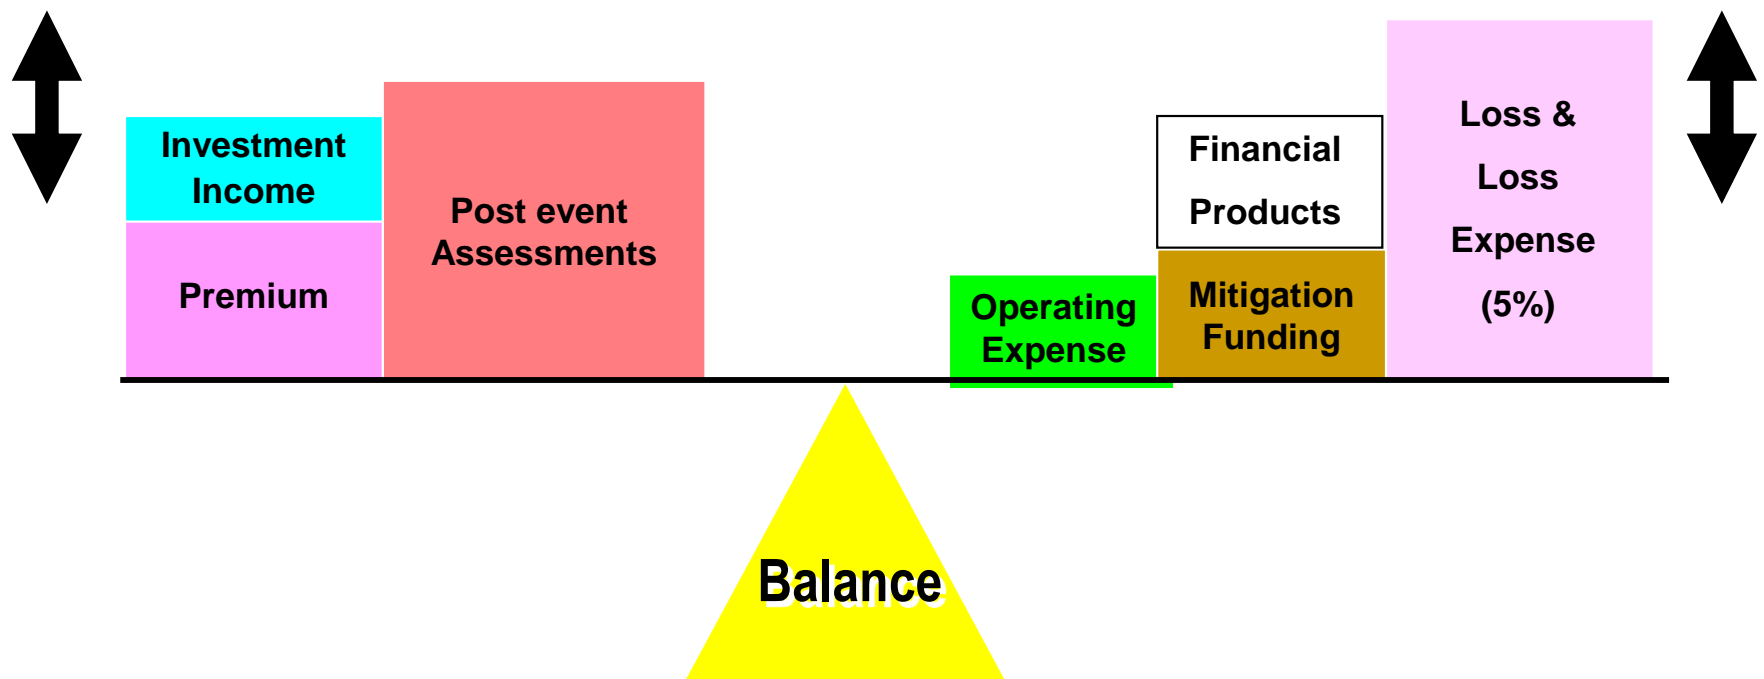 Investment
Income
Premium
Post event
Assessments
Operating
Expense
Financial
Products
Mitigation
Funding
Loss &
Loss
Expense
(5%)
Balance